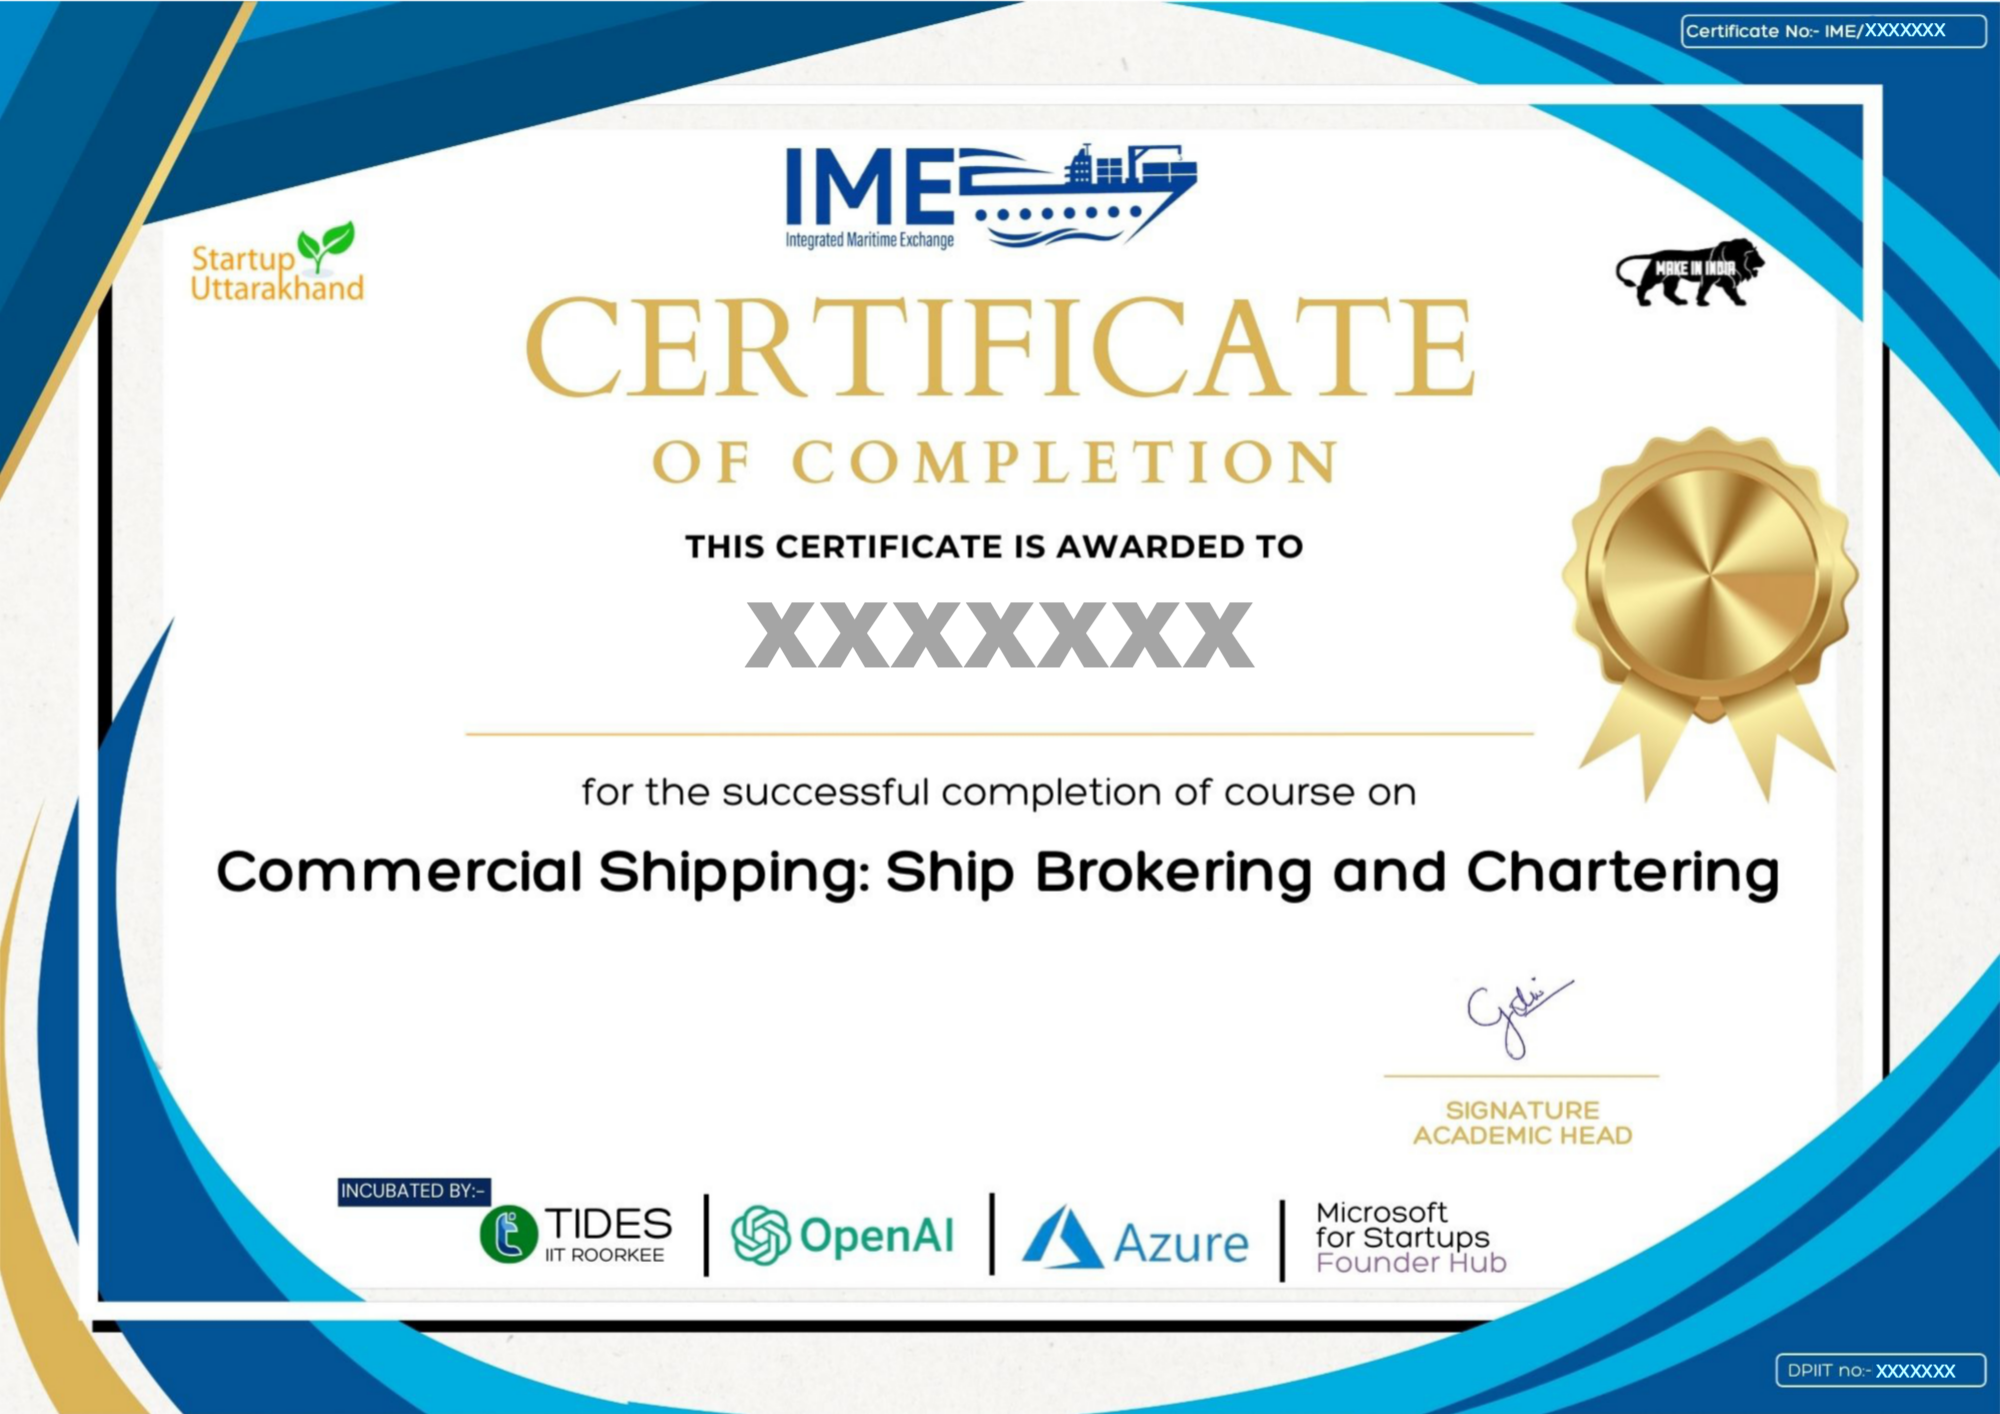 Certificate No:- IME/XXXXXXX
IME
Integrated Maritime Exchange
Startup
Uttarakhand
MAKE IN INDIA
CERTIFICATE
OF COMPLETION
THIS CERTIFICATE IS AWARDED TO
XXXXXXX
for the successful completion of course on
Commercial Shipping: Ship Brokering and Chartering
SIGNATURE
ACADEMIC HEAD
INCUBATED BY:-
TIDES
IIT ROORKEE
OpenAI
Azure
Microsoft
for Startups
Founder Hub
DPIIT no:- XXXXXXX